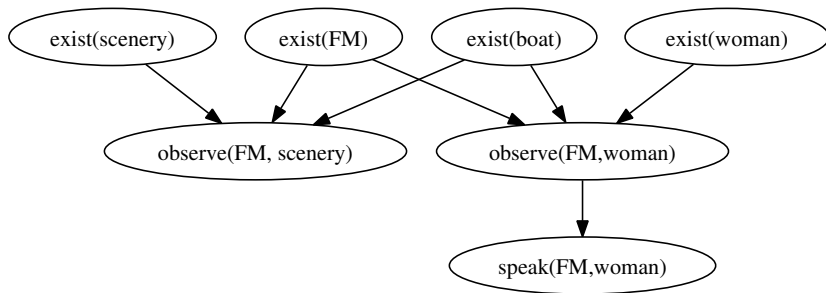 exist(scenery)
exist(FM)
exist(boat)
exist(woman)
observe(FM, scenery)
observe(FM,woman)
speak(FM,woman)